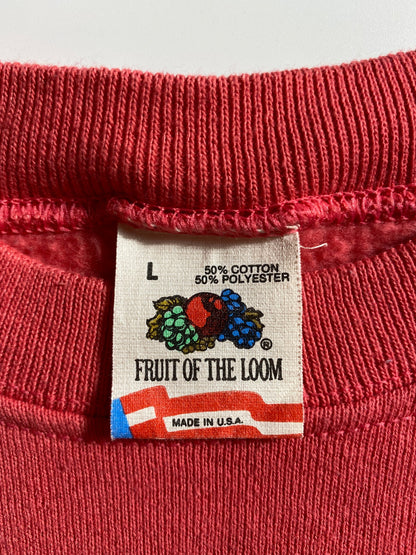 L
50% COTTON
50% POLYESTER
®
FRUIT OF THE LOOM
MADE IN U.S.A.